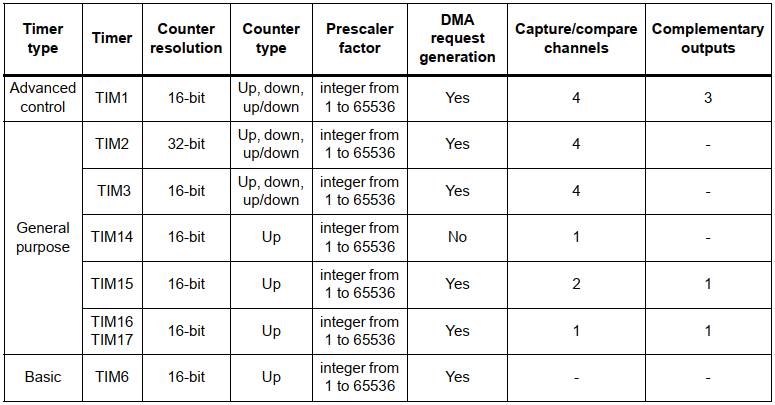 Timer type Timer Counter resolution Counter type Prescaler factor DMA request generation Capture/compare channels Complementary outputs
Advanced control TIM1 16-bit Up, down, up/down integer from 1 to 65536 Yes 4 3
General purpose TIM2 32-bit Up, down, up/down integer from 1 to 65536 Yes 4 -
TIM3 16-bit Up, down, up/down integer from 1 to 65536 Yes 4 -
TIM14 16-bit Up integer from 1 to 65536 No 1 -
TIM15 16-bit Up integer from 1 to 65536 Yes 2 1
TIM16 TIM17 16-bit Up integer from 1 to 65536 Yes 1 1
Basic TIM6 16-bit Up integer from 1 to 65536 Yes - -